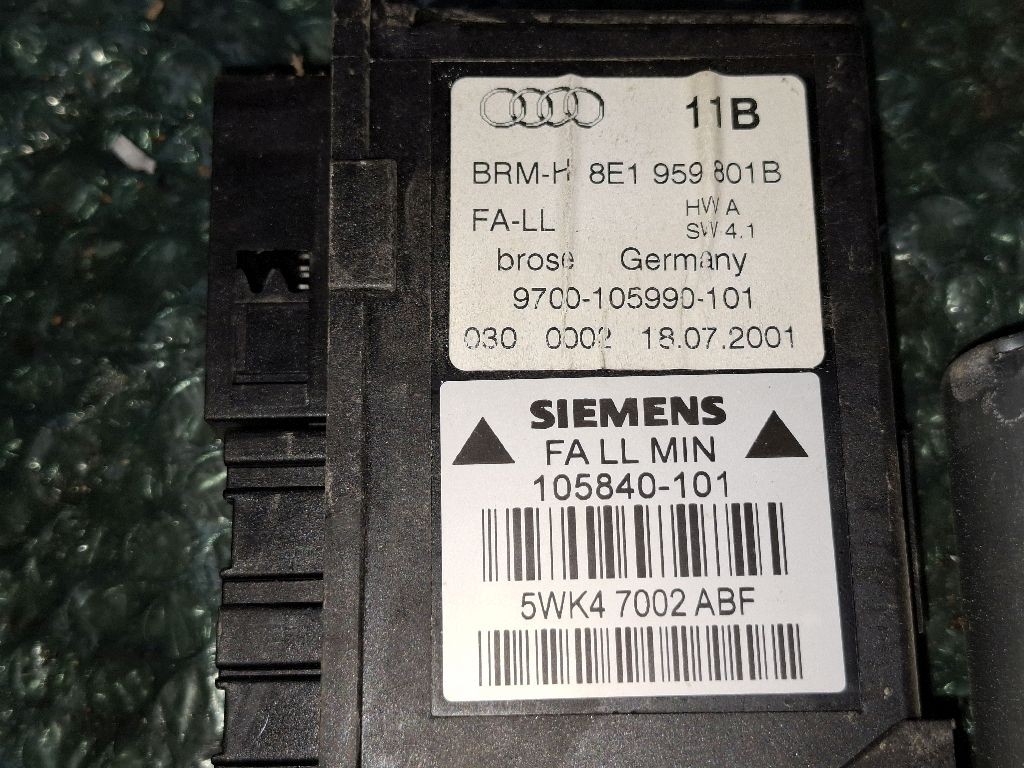 11B
BRM-H 8E1 959 801B
FA-LL HW A
SW 4.1
brose Germany
9700-105990-101
030 0002 18.07.2001
SIEMENS
FA LL MIN
105840-101
5WK4 7002 ABF